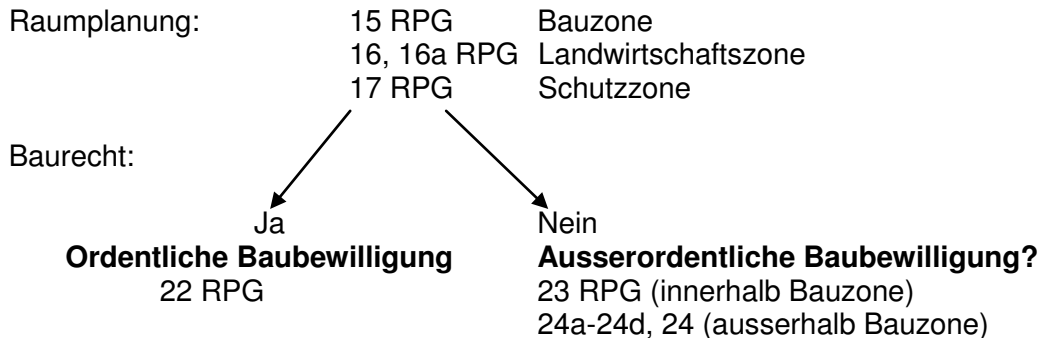 Raumplanung: 15 RPG Bauzone
16, 16a RPG Landwirtschaftszone
17 RPG Schutzzone
Baurecht:
Ja Nein
Ordentliche Baubewilligung Ausserordentliche Baubewilligung?
22 RPG 23 RPG (innerhalb Bauzone)
24a-24d, 24 (ausserhalb Bauzone)